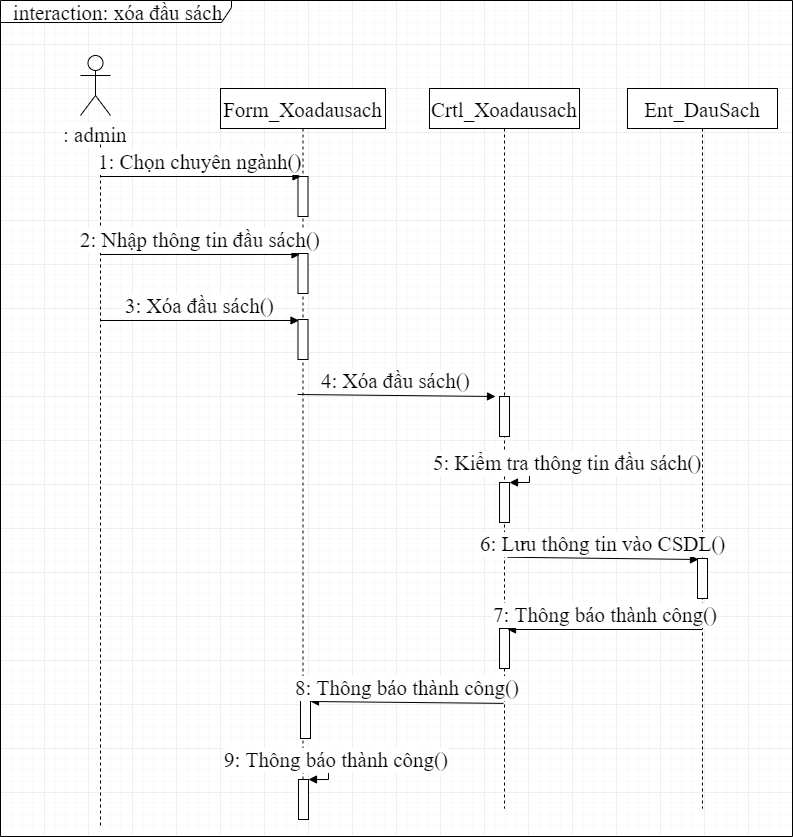 interaction: xóa đầu sách
Form_Xoadausach
Crtl_Xoadausach
Ent_DauSach
: admin
1: Chọn chuyên ngành()
2: Nhập thông tin đầu sách()
3: Xóa đầu sách()
4: Xóa đầu sách()
5: Kiểm tra thông tin đầu sách()
6: Lưu thông tin vào CSDL()
7: Thông báo thành công()
8: Thông báo thành công()
9: Thông báo thành công()